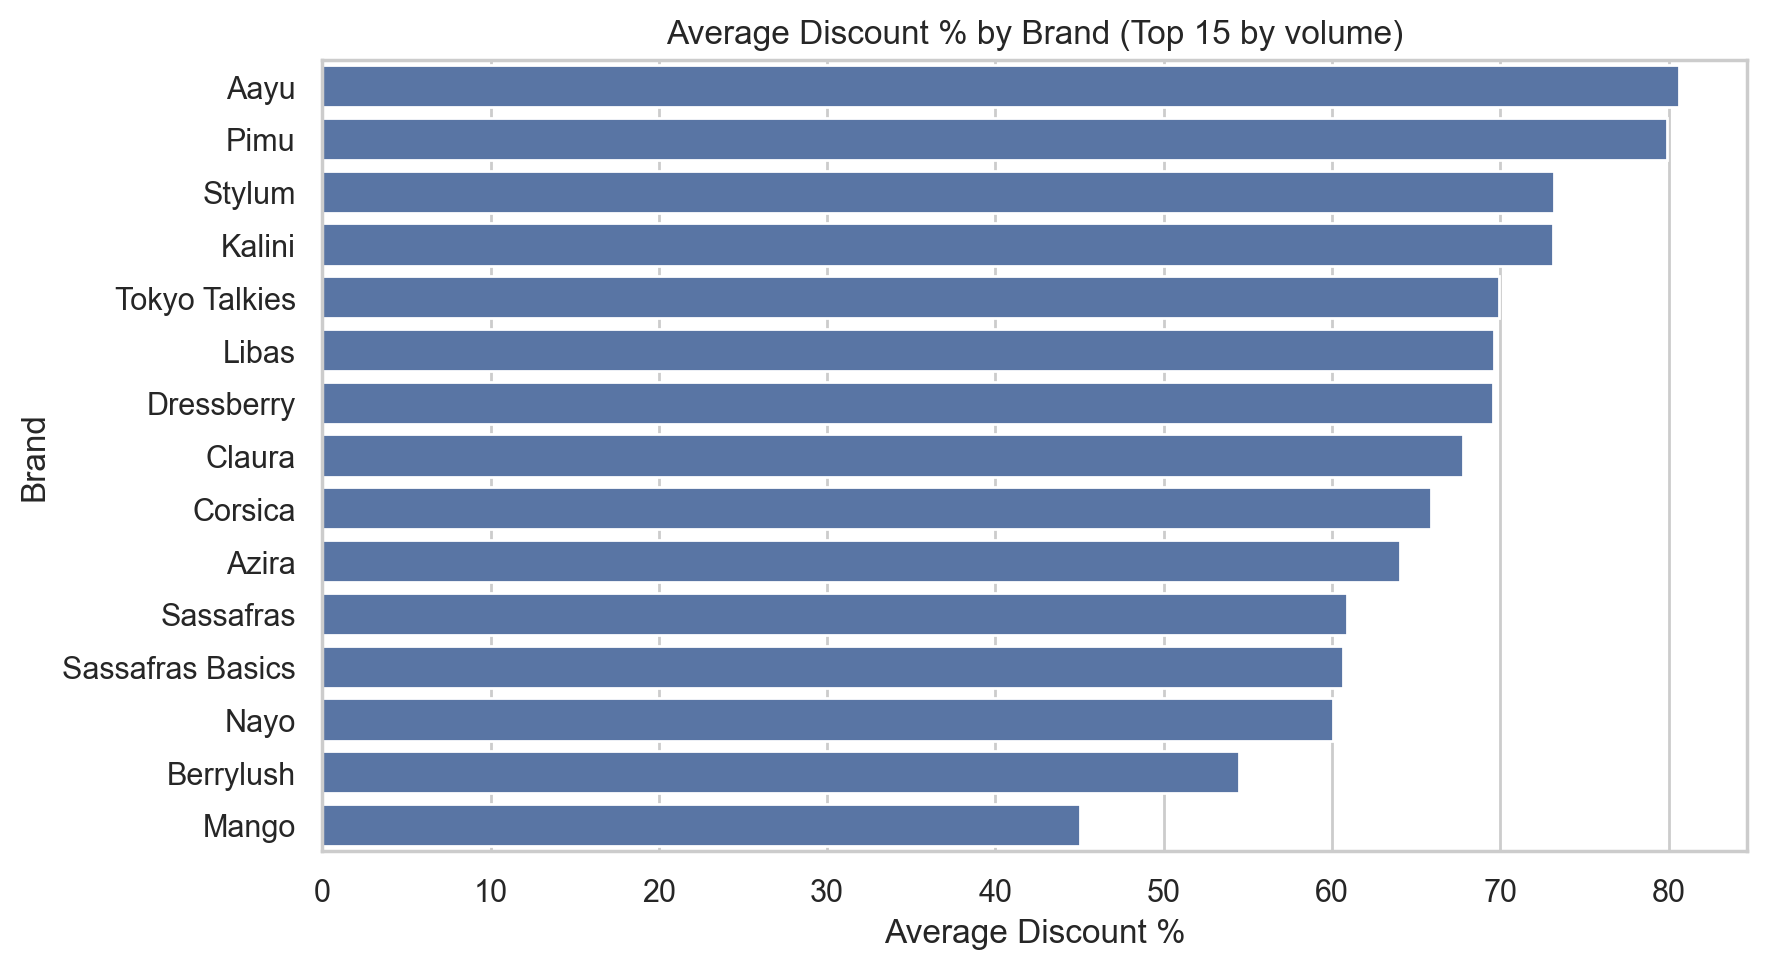 Average Discount % by Brand (Top 15 by volume)
Brand
Aayu
Pimu
Stylum
Kalini
Tokyo Talkies
Libas
Dressberry
Claura
Corsica
Azira
Sassafras
Sassafras Basics
Nayo
Berrylush
Mango
0 10 20 30 40 50 60 70 80
Average Discount %